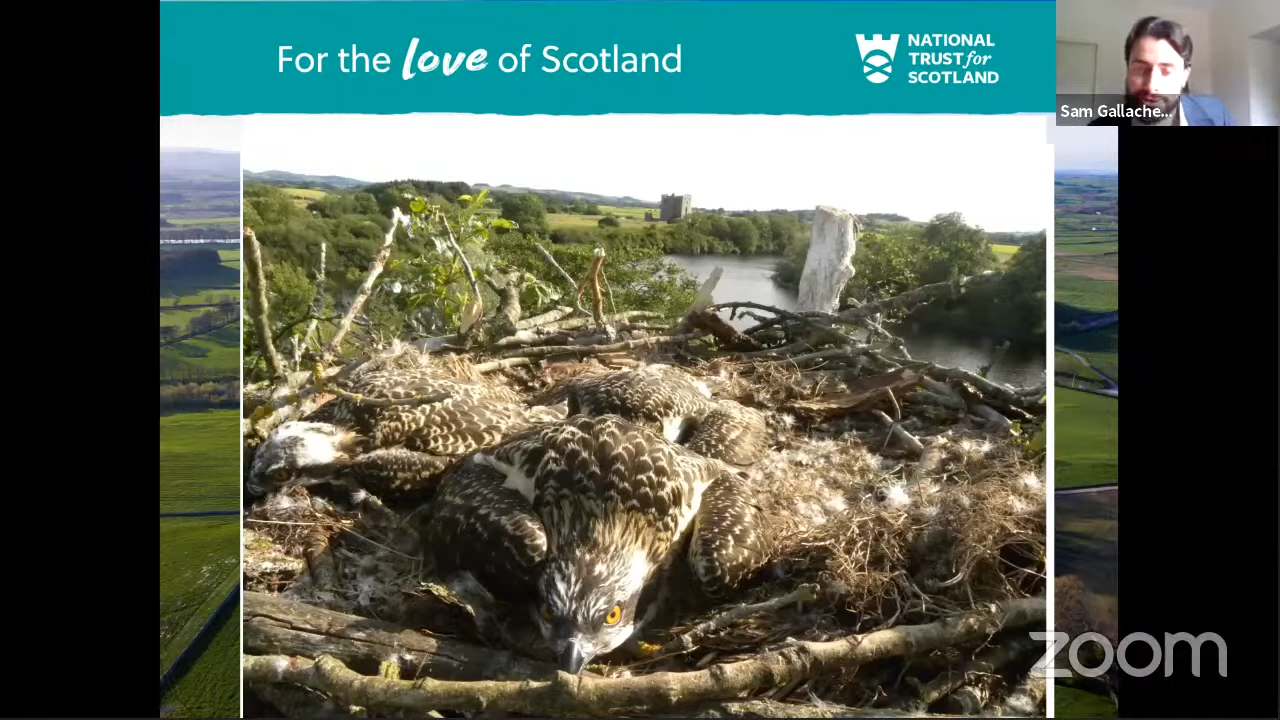 For the love of Scotland
NATIONAL
TRUST for
SCOTLAND
Sam Gallache...
zoom